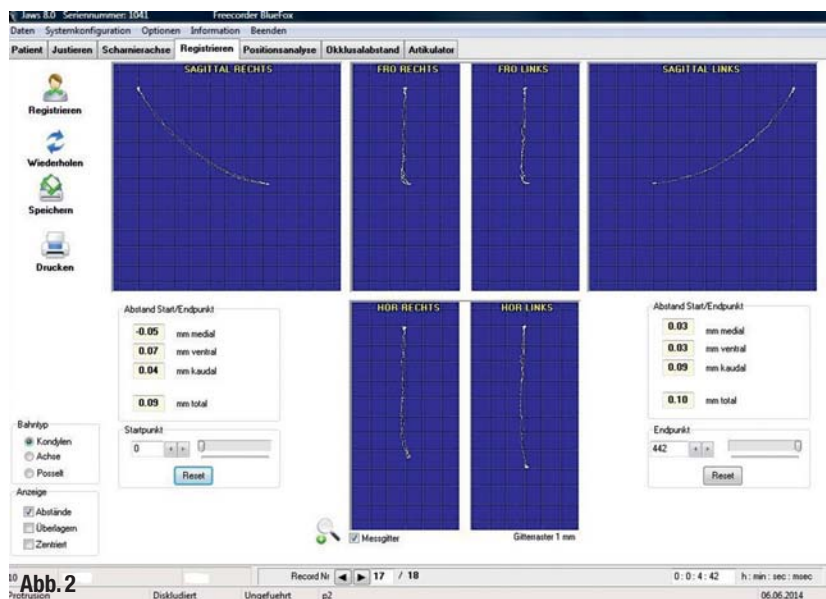 Jaws 8.0 Seriennummer: 1041 Freecorder BlueFox
Daten Systemkonfiguration Optionen Information Beenden
Patient Justieren Scharnierachse Registrieren Positionsanalyse Okklusalabstand Artikulator
SAGITTAL RECHTS FRO RECHTS FRO LINKS SAGITTAL LINKS
Registrieren
Wiederholen
Speichern
Drucken
HOR RECHTS HOR LINKS
Abstand Start/Endpunkt
-0.05 mm medial
0.07 mm ventral
0.04 mm kaudal
0.09 mm total
Abstand Start/Endpunkt
0.03 mm medial
0.03 mm ventral
0.09 mm kaudal
0.10 mm total
Bahntyp
Kondylen
Achse
Posselt
Startpunkt
0
Reset
Endpunkt
442
Reset
Anzeige
Abstände
Überlagern
Zentriert
Messgitter Gitterraster 1 mm
Abb. 2
Record Nr 17 / 18 0 : 0 : 4 : 42 h : min : sec : msec
Protrusion Diskludiert Ungefuehrt p2 06.06.2014